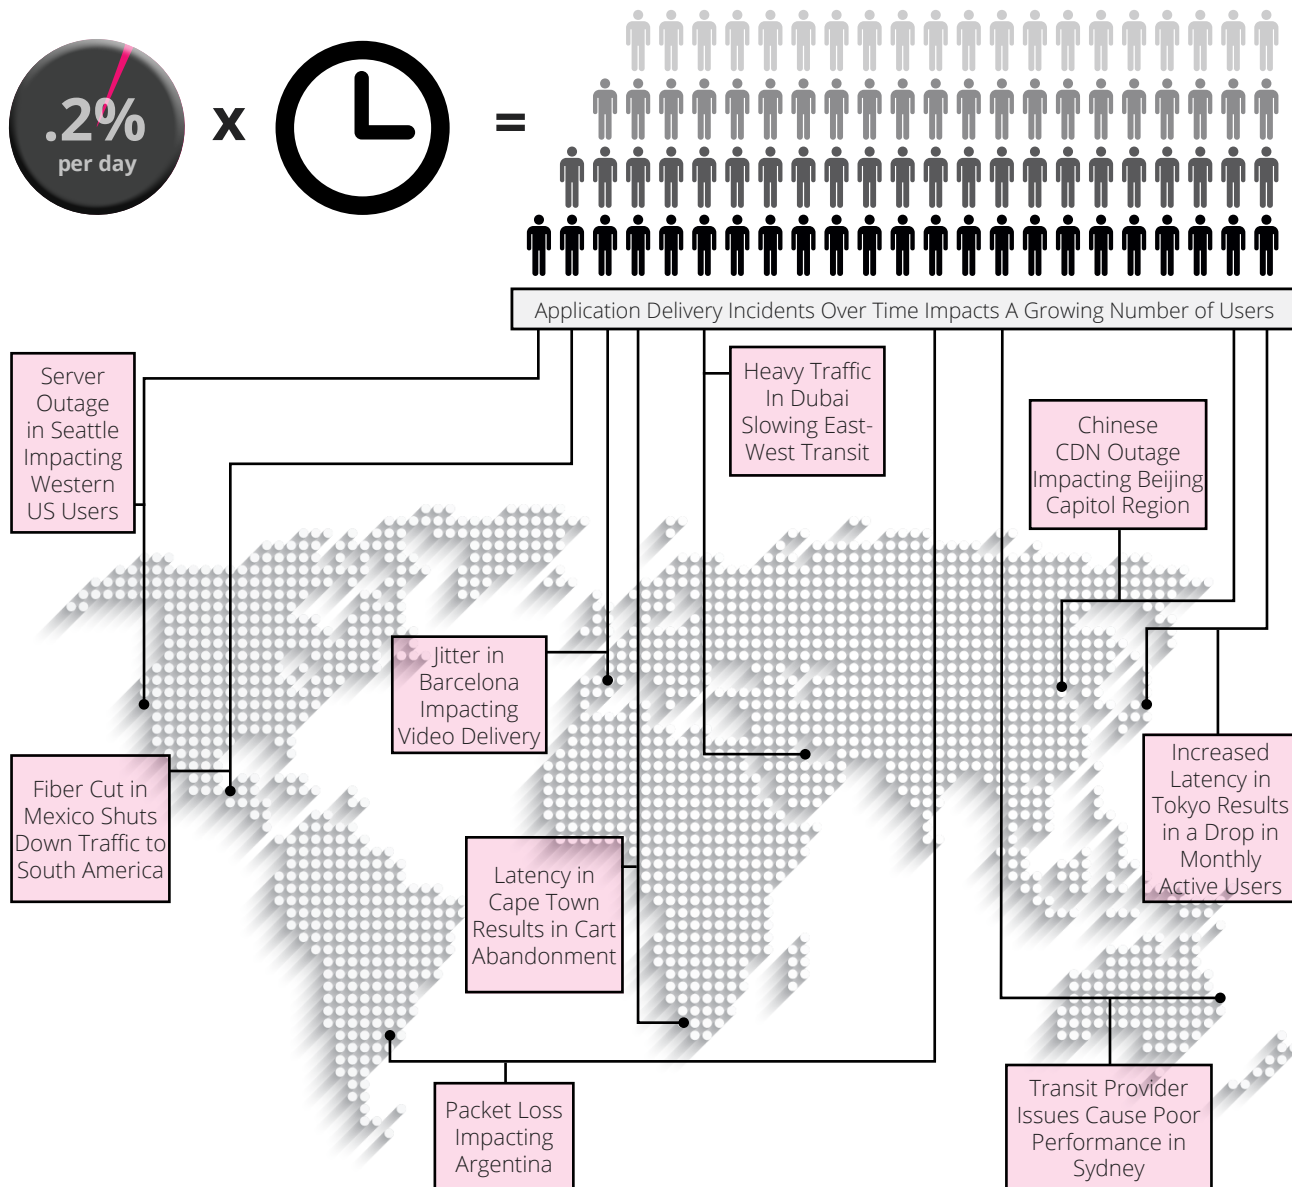 .2%
per day
x
=
Application Delivery Incidents Over Time Impacts A Growing Number of Users
Server
Outage
in Seattle
Impacting
Western
US Users
Heavy Traffic
In Dubai
Slowing East-
West Transit
Chinese
CDN Outage
Impacting Beijing
Capitol Region
Jitter in
Barcelona
Impacting
Video Delivery
Fiber Cut in
Mexico Shuts
Down Traffic to
South America
Increased
Latency in
Tokyo Results
in a Drop in
Monthly
Active Users
Latency in
Cape Town
Results in Cart
Abandonment
Packet Loss
Impacting
Argentina
Transit Provider
Issues Cause Poor
Performance in
Sydney